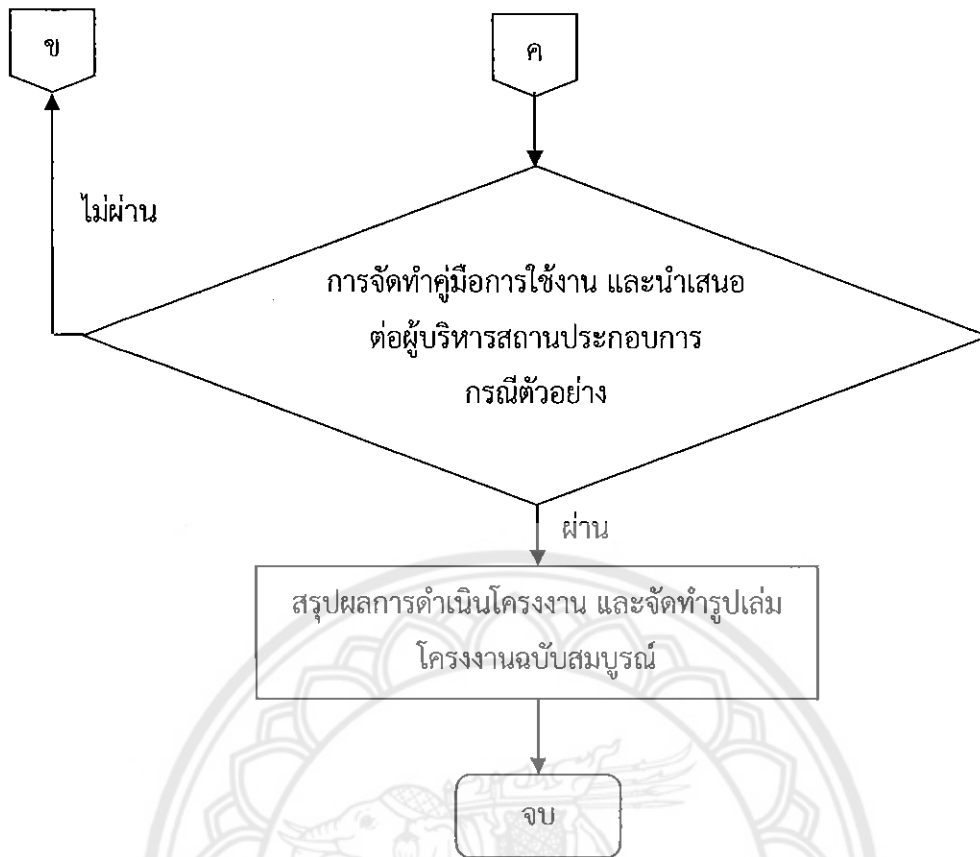 ข
ค
ไม่ผ่าน
การจัดทำคู่มือการใช้งาน และนำเสนอ
ต่อผู้บริหารสถานประกอบการ
กรณีตัวอย่าง
ผ่าน
สรุปผลการดำเนินโครงงาน และจัดทำรูปเล่ม
โครงงานฉบับสมบูรณ์
จบ